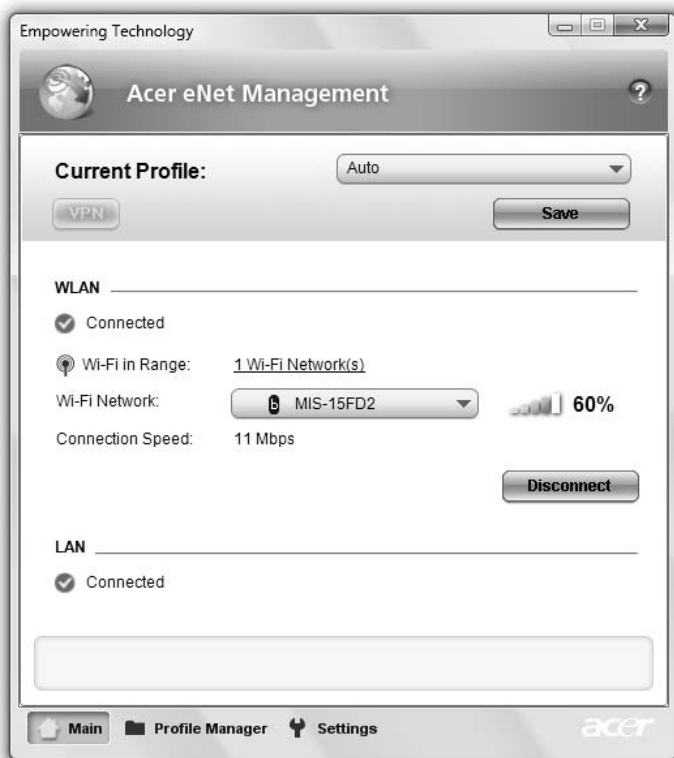 Empowering Technology
Acer eNet Management
?
Current Profile:
Auto
VPN
Save
WLAN
Connected
Wi-Fi in Range: 1 Wi-Fi Network(s)
Wi-Fi Network: b MIS-15FD2 60%
Connection Speed: 11 Mbps
Disconnect
LAN
Connected
Main Profile Manager Settings acer